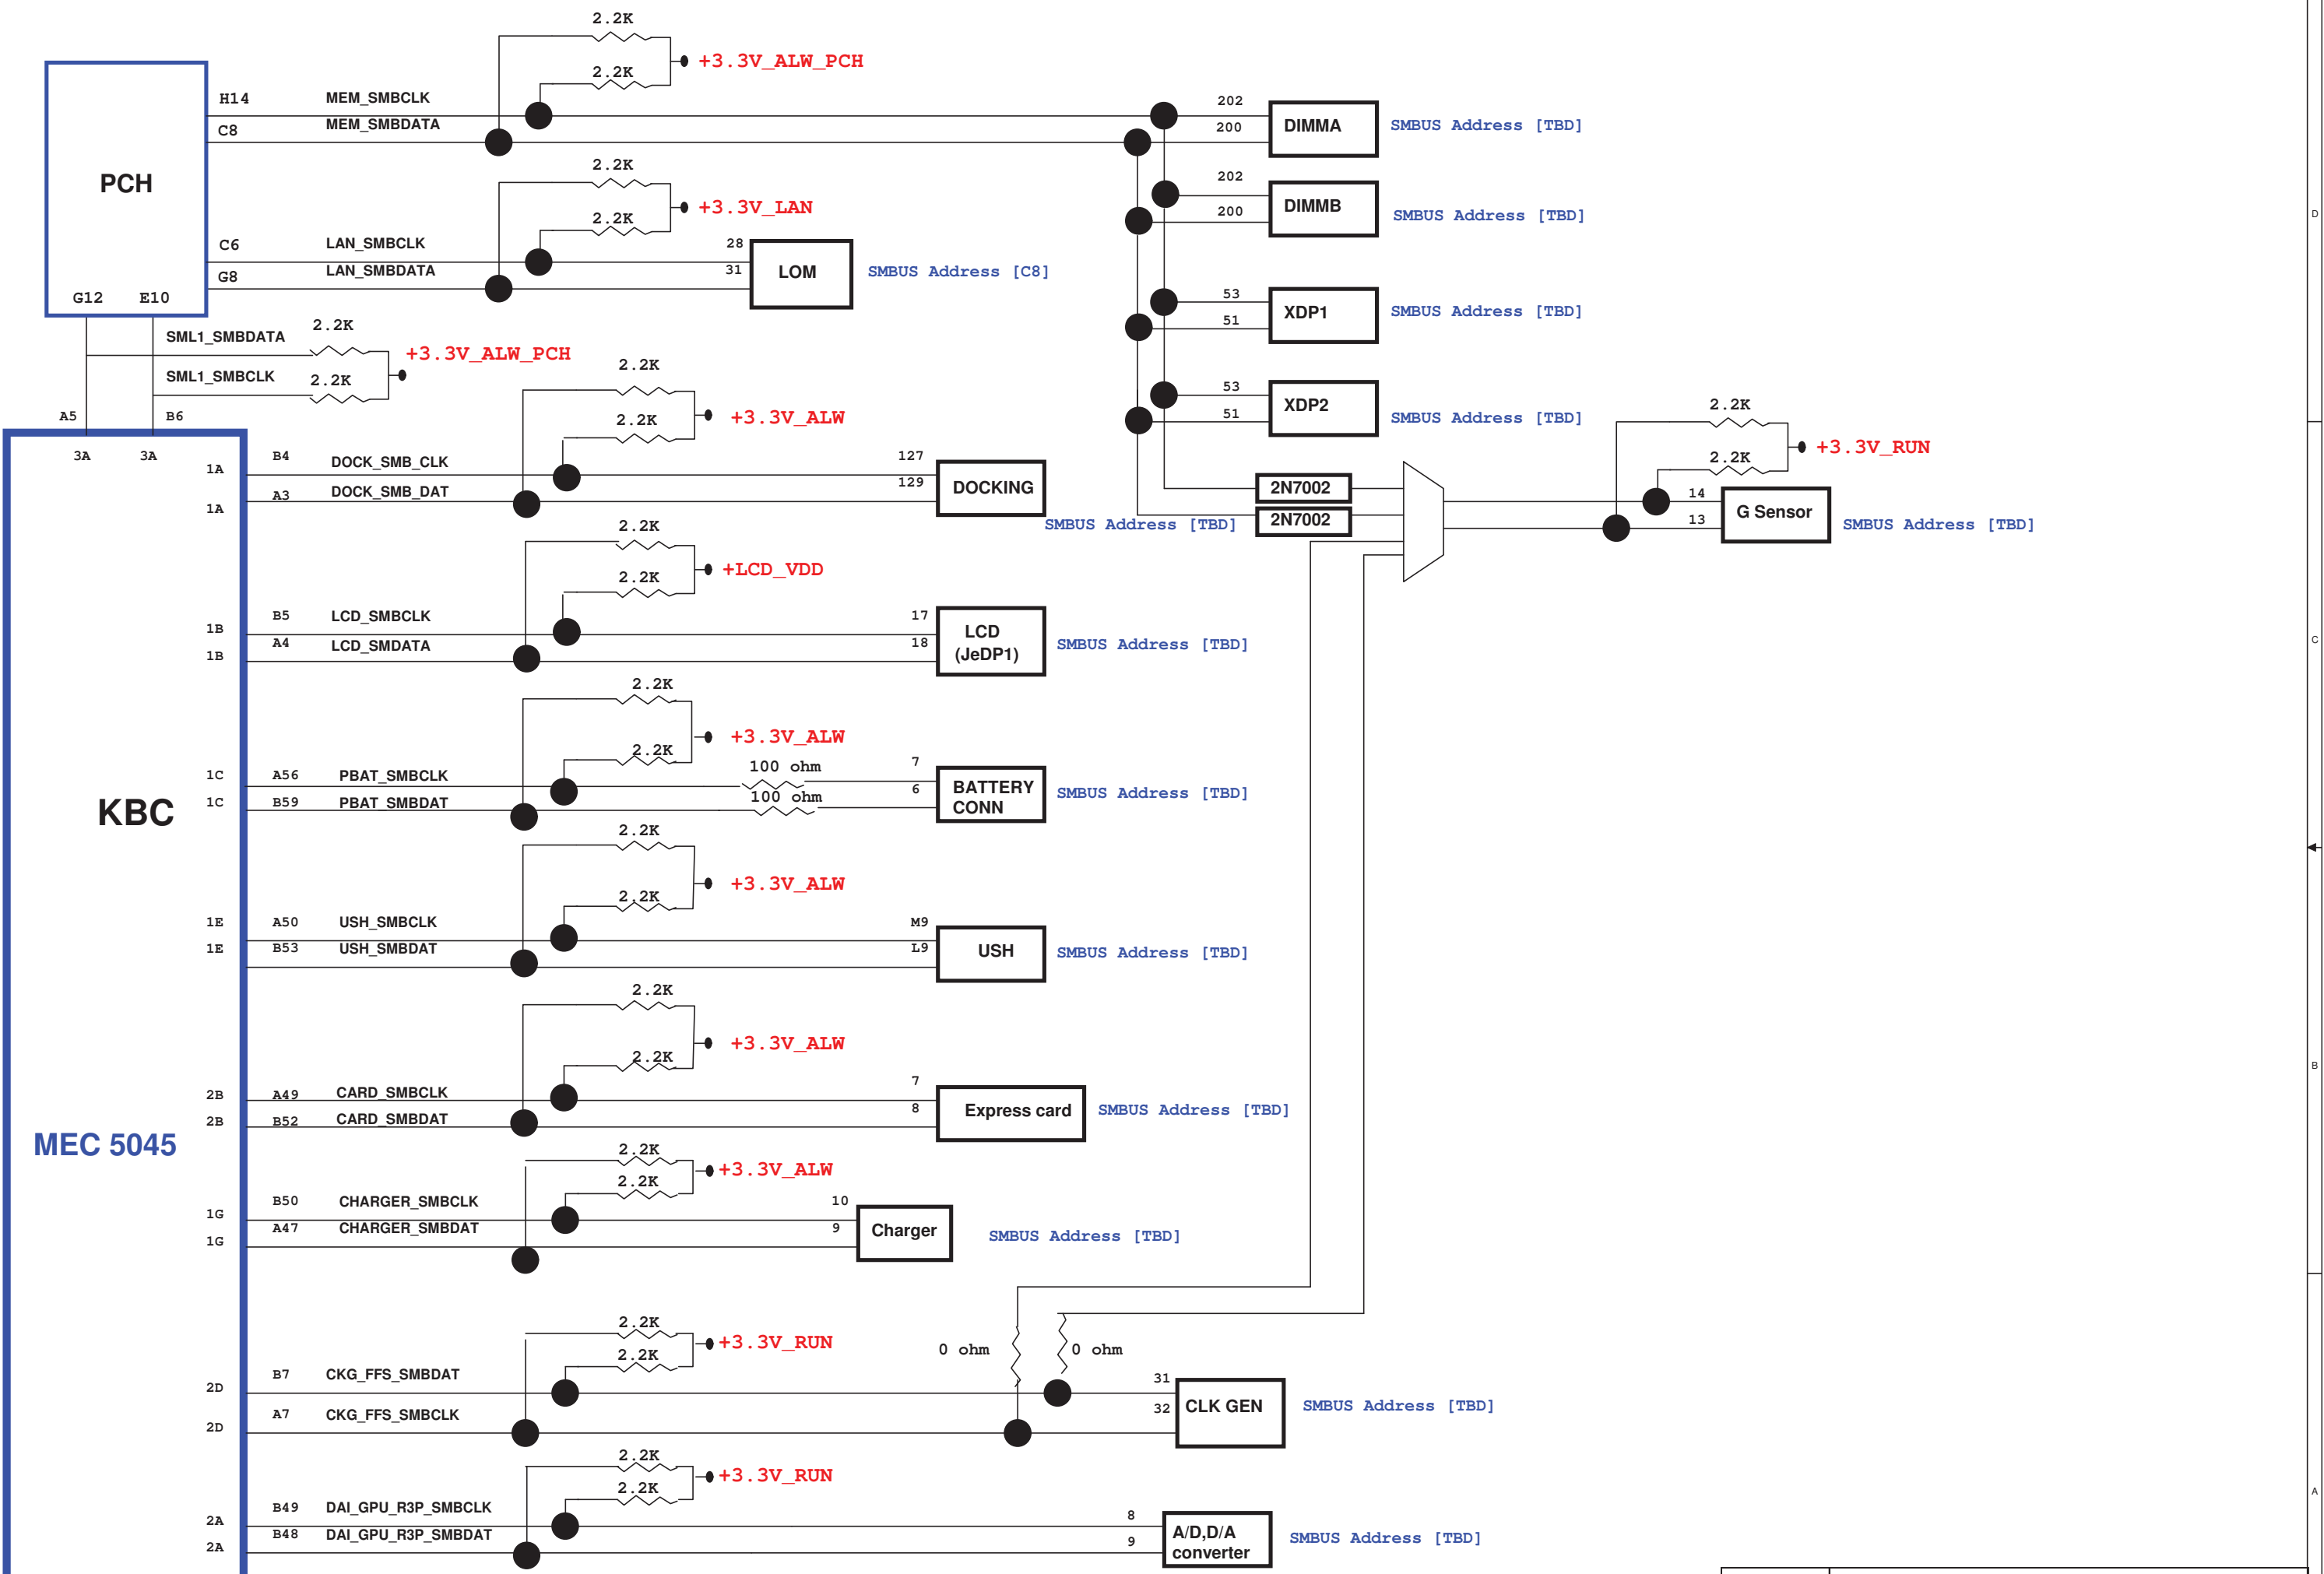 2.2K
+3.3V_ALW_PCH
2.2K
H14 MEM_SMBCLK 202
C8 MEM_SMBDATA 200 DIMMA SMBUS Address [TBD]
PCH
2.2K
+3.3V_LAN
2.2K
202
200 DIMMB SMBUS Address [TBD]
D
C6 LAN_SMBCLK 28
G8 LAN_SMBDATA 31 LOM SMBUS Address [C8]
G12 E10
53
51 XDP1 SMBUS Address [TBD]
SML1_SMBDATA 2.2K
+3.3V_ALW_PCH
SML1_SMBCLK 2.2K
2.2K
+3.3V_ALW
2.2K
53
51 XDP2 SMBUS Address [TBD]
A5 B6
3A 3A
2.2K
+3.3V_RUN
2.2K
1A B4 DOCK_SMB_CLK 127
1A A3 DOCK_SMB_DAT 129 DOCKING
SMBUS Address [TBD]
2N7002
2N7002
14
13 G Sensor SMBUS Address [TBD]
2.2K
+LCD_VDD
2.2K
1B B5 LCD_SMBCLK 17 LCD
1B A4 LCD_SMDATA 18 (JeDP1) SMBUS Address [TBD]
C
2.2K
+3.3V_ALW
2.2K
1C A56 PBAT_SMBCLK 100 ohm 7 BATTERY
1C B59 PBAT_SMBDAT 100 ohm 6 CONN SMBUS Address [TBD]
KBC
2.2K
+3.3V_ALW
2.2K
1E A50 USH_SMBCLK M9
1E B53 USH_SMBDAT L9 USH SMBUS Address [TBD]
2.2K
+3.3V_ALW
2.2K
B
2B A49 CARD_SMBCLK 7
2B B52 CARD_SMBDAT 8 Express card SMBUS Address [TBD]
MEC 5045
2.2K
+3.3V_ALW
2.2K
1G B50 CHARGER_SMBCLK 10
1G A47 CHARGER_SMBDAT 9 Charger SMBUS Address [TBD]
2.2K
+3.3V_RUN
2.2K
0 ohm 0 ohm
2D B7 CKG_FFS_SMBDAT 31
2D A7 CKG_FFS_SMBCLK 32 CLK GEN SMBUS Address [TBD]
2.2K
+3.3V_RUN
2.2K
A
2A B49 DAI_GPU_R3P_SMBCLK 8 A/D,D/A
2A B48 DAI_GPU_R3P_SMBDAT 9 converter SMBUS Address [TBD]